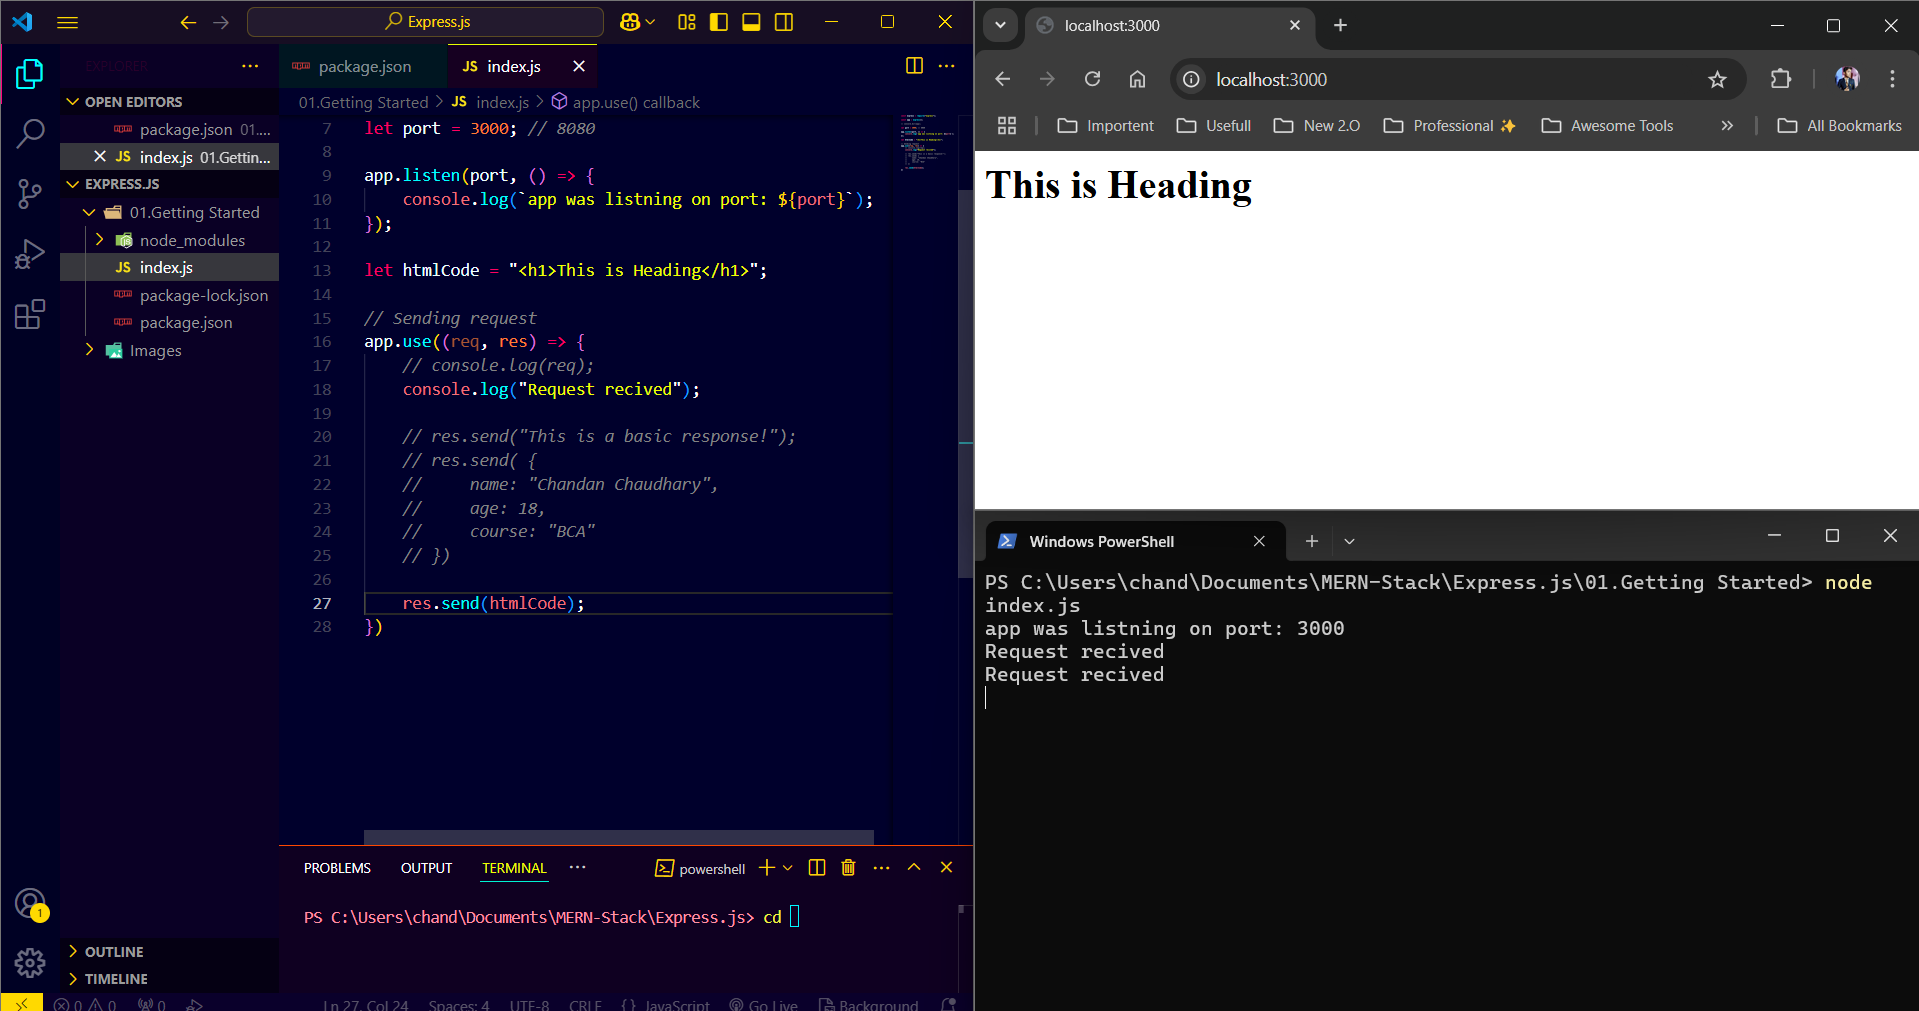 Express.js
EXPLORER
OPEN EDITORS
package.json 01....
JS index.js 01.Gettin...
EXPRESS.JS
01.Getting Started
node_modules
JS index.js
package-lock.json
package.json
Images
OUTLINE
TIMELINE
package.json
JS index.js
01.Getting Started > JS index.js > app.use() callback
7 let port = 3000; // 8080
8
9 app.listen(port, () => {
10 console.log(`app was listning on port: ${port}`);
11 });
12
13 let htmlCode = "<h1>This is Heading</h1>";
14
15 // Sending request
16 app.use((req, res) => {
17 // console.log(req);
18 console.log("Request recived");
19
20 // res.send("This is a basic response!");
21 // res.send( {
22 // name: "Chandan Chaudhary",
23 // age: 18,
24 // course: "BCA"
25 // })
26
27 res.send(htmlCode);
28 })
PROBLEMS OUTPUT TERMINAL
powershell
PS C:\Users\chand\Documents\MERN-Stack\Express.js> cd
1
0 0 0 Ln 27, Col 24 Spaces: 4 UTF-8 CRLF {} JavaScript Go Live Background
localhost:3000
localhost:3000
Importent Usefull New 2.O Professional ✨ Awesome Tools All Bookmarks
This is Heading
Windows PowerShell
PS C:\Users\chand\Documents\MERN-Stack\Express.js\01.Getting Started> node
index.js
app was listning on port: 3000
Request recived
Request recived